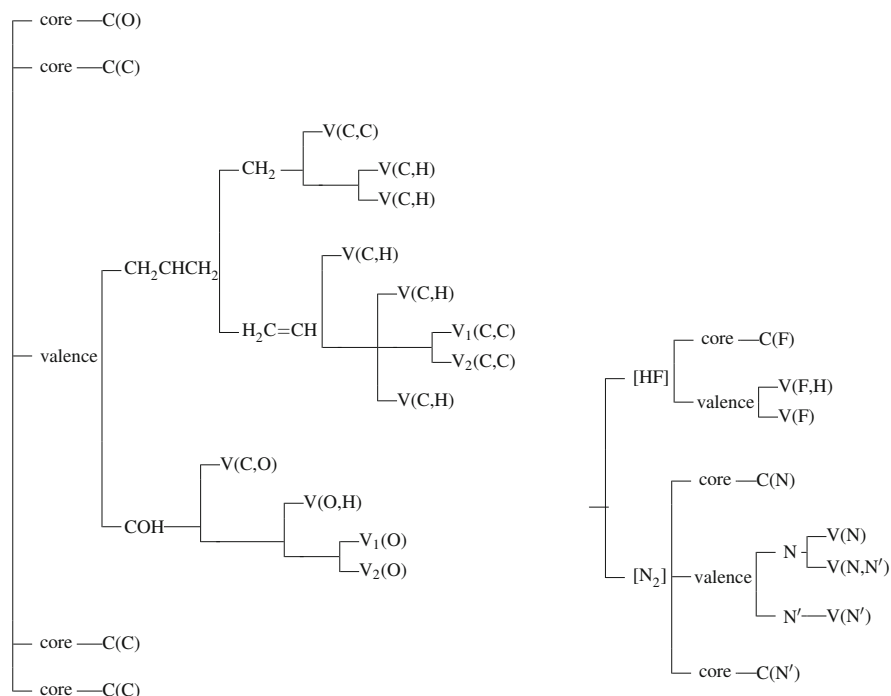 core C(O)
core C(C)
V(C,C)
CH₂
V(C,H)
V(C,H)
CH₂CHCH₂
V(C,H)
V(C,H)
H₂C=CH
V₁(C,C)
V₂(C,C)
valence
V(C,H)
V(C,O)
V(O,H)
COH
V₁(O)
V₂(O)
core C(C)
core C(C)
core C(F)
[HF]
V(F,H)
valence
V(F)
core C(N)
V(N)
N
V(N,N′)
[N₂]
valence
N′ V(N′)
core C(N′)